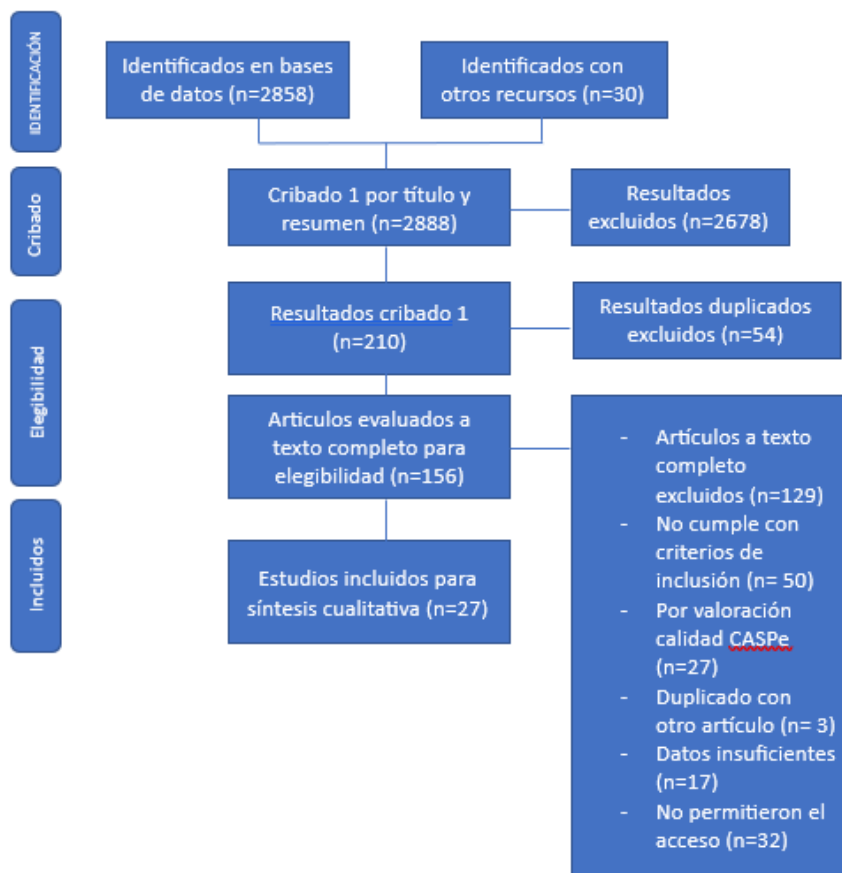 IDENTIFICACIÓN
Identificados en bases
de datos (n=2858)
Identificados con
otros recursos (n=30)
Cribado
Cribado 1 por título y
resumen (n=2888)
Resultados
excluidos (n=2678)
Elegibilidad
Resultados cribado 1
(n=210)
Resultados duplicados
excluidos (n=54)
Artículos evaluados a
texto completo para
elegibilidad (n=156)
- Artículos a texto
completo
excluidos (n=129)
- No cumple con
criterios de
inclusión (n= 50)
- Por valoración
calidad CASPe
(n=27)
- Duplicado con
otro artículo (n= 3)
- Datos insuficientes
(n=17)
- No permitieron el
acceso (n=32)
Incluidos
Estudios incluidos para
síntesis cualitativa (n=27)